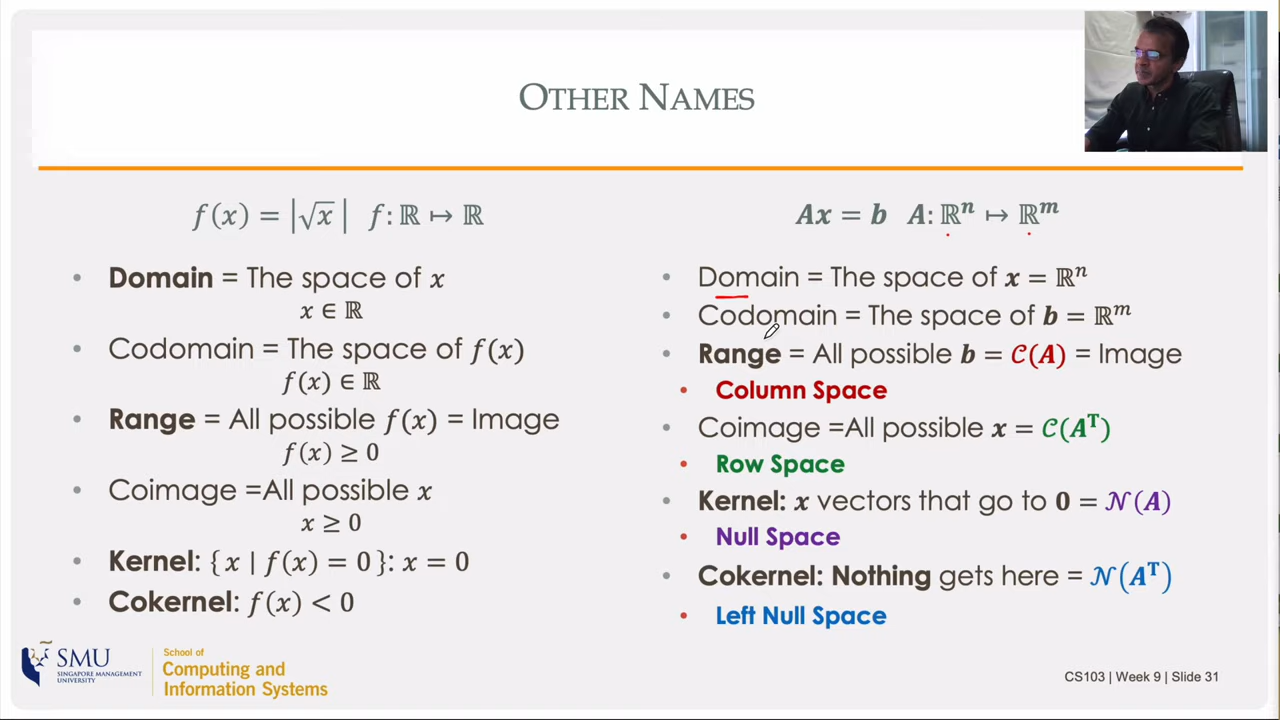 OTHER NAMES
f(x) = |√x| f: ℝ ↦ ℝ
• Domain = The space of x
x ∈ ℝ
• Codomain = The space of f(x)
f(x) ∈ ℝ
• Range = All possible f(x) = Image
f(x) ≥ 0
• Coimage =All possible x
x ≥ 0
• Kernel: { x | f(x) = 0 }: x = 0
• Cokernel: f(x) < 0
Ax = b A: ℝⁿ ↦ ℝᵐ
• Domain = The space of x = ℝⁿ
• Codomain = The space of b = ℝᵐ
• Range = All possible b = 𝒞(A) = Image
• Column Space
• Coimage =All possible x = 𝒞(Aᵀ)
• Row Space
• Kernel: x vectors that go to 0 = 𝒩(A)
• Null Space
• Cokernel: Nothing gets here = 𝒩(Aᵀ)
• Left Null Space
SMU
SINGAPORE MANAGEMENT
UNIVERSITY
School of
Computing and
Information Systems
CS103 | Week 9 | Slide 31